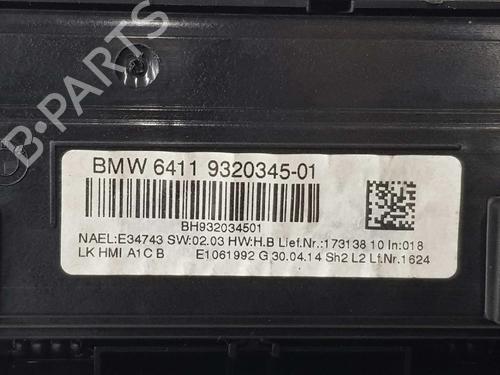 B-PARTS
BMW 6411 9320345-01
BH932034501
NAEL:E34743 SW:02.03 HW:H.B Lief.Nr.:173138 10 In:018
LK HMI A1C B E1061992 G 30.04.14 Sh2 L2 Lf.Nr.1624